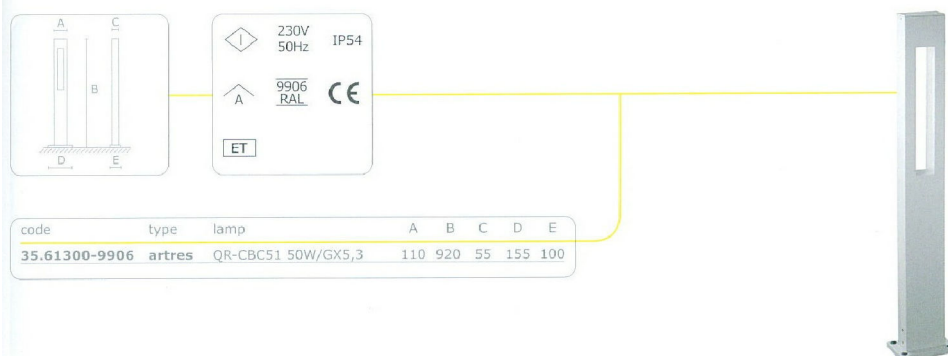 A C
B
D E
230V
50Hz IP54
A 9906
RAL CE
ET
code type lamp A B C D E
35.61300-9906 artres QR-CBC51 50W/GX5,3 110 920 55 155 100